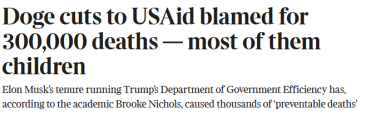 Doge cuts to USAid blamed for
300,000 deaths — most of them
children
Elon Musk's tenure running Trump's Department of Government Efficiency has,
according to the academic Brooke Nichols, caused thousands of 'preventable deaths'